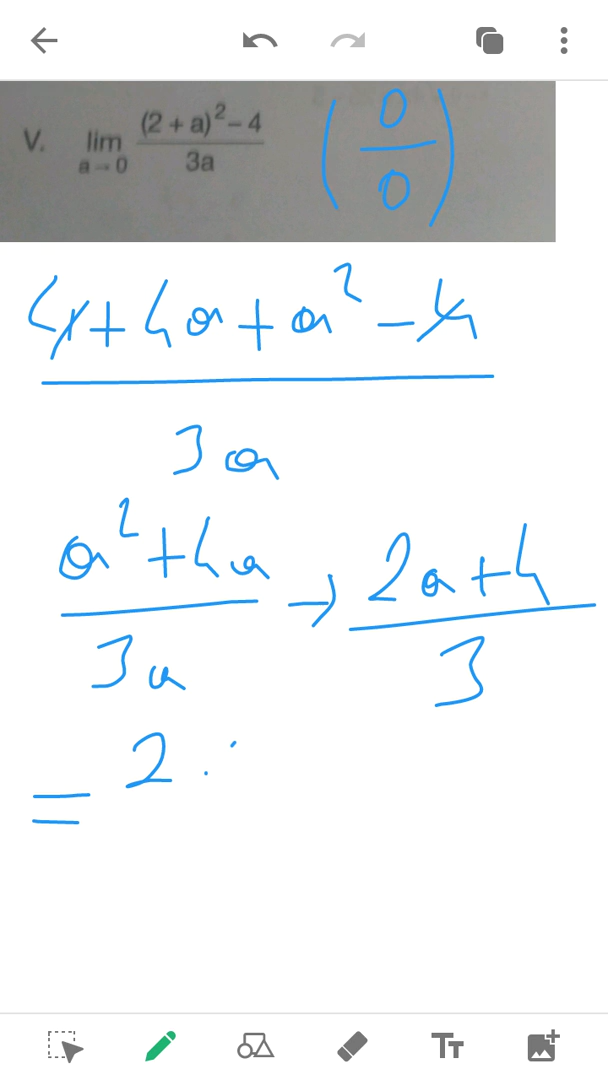 V. lim a→0 (2 + a)² – 4 / 3a (0/0)
4 + 4a + a² – 4
3a
a² + 4a / 3a → 2a + 4 / 3
= 2 .
Tт